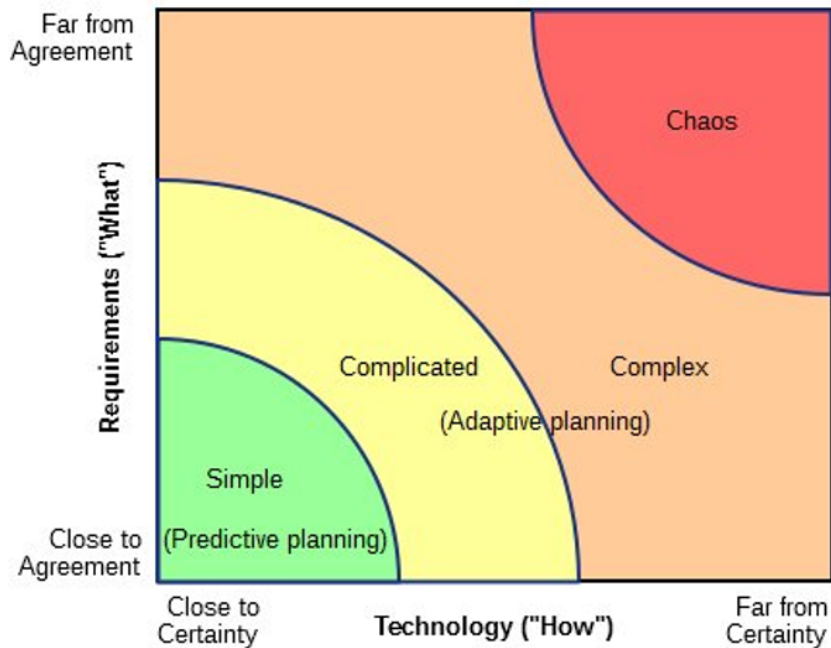 Far from
Agreement
Chaos
Requirements ("What")
Complicated
Complex
(Adaptive planning)
Simple
(Predictive planning)
Close to
Agreement
Close to
Certainty
Technology ("How")
Far from
Certainty